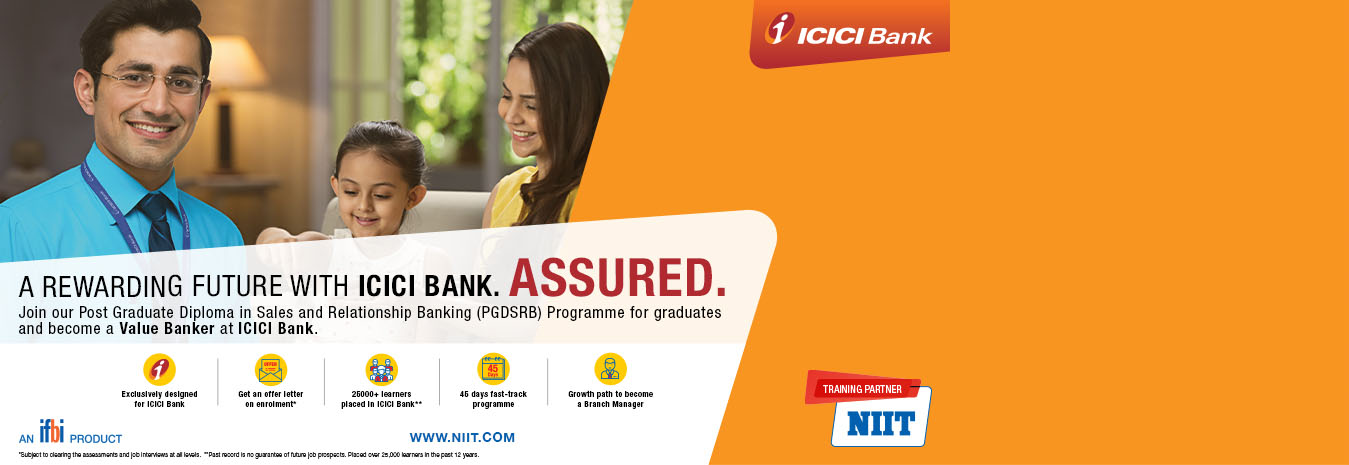 ICICI Bank
A REWARDING FUTURE WITH ICICI BANK. ASSURED.
Join our Post Graduate Diploma in Sales and Relationship Banking (PGDSRB) Programme for graduates
and become a Value Banker at ICICI Bank.
OFFER
45
Days
Exclusively designed
for ICICI Bank
Get an offer letter
on enrolment*
25000+ learners
placed in ICICI Bank**
45 days fast-track
programme
Growth path to become
a Branch Manager
TRAINING PARTNER
NIIT
AN ifbi PRODUCT
WWW.NIIT.COM
*Subject to clearing the assessments and job interviews at all levels. **Past record is no guarantee of future job prospects. Placed over 25,000 learners in the past 12 years.